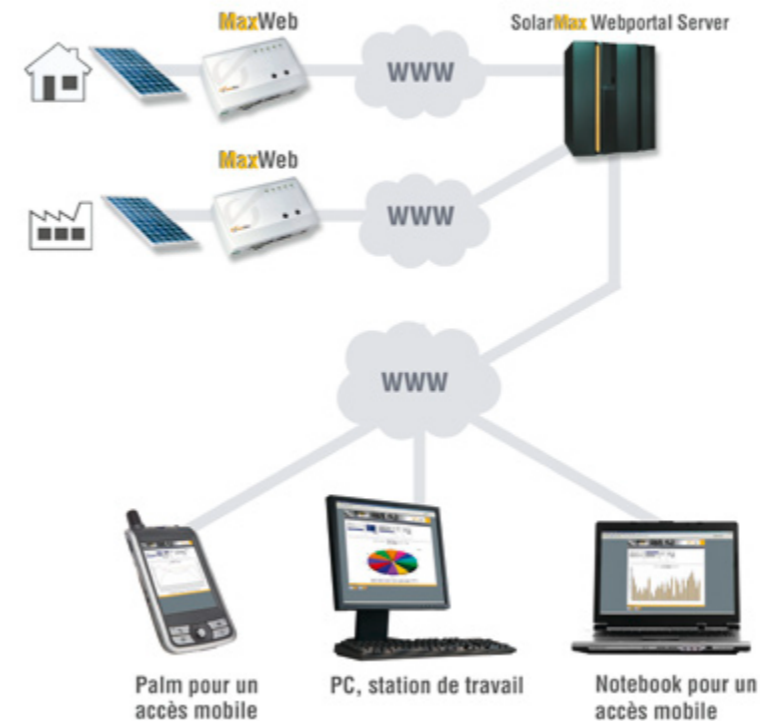 MaxWeb
SolarMax Webportal Server
WWW
MaxWeb
WWW
WWW
Palm pour un
accès mobile
PC, station de travail
Notebook pour un
accès mobile